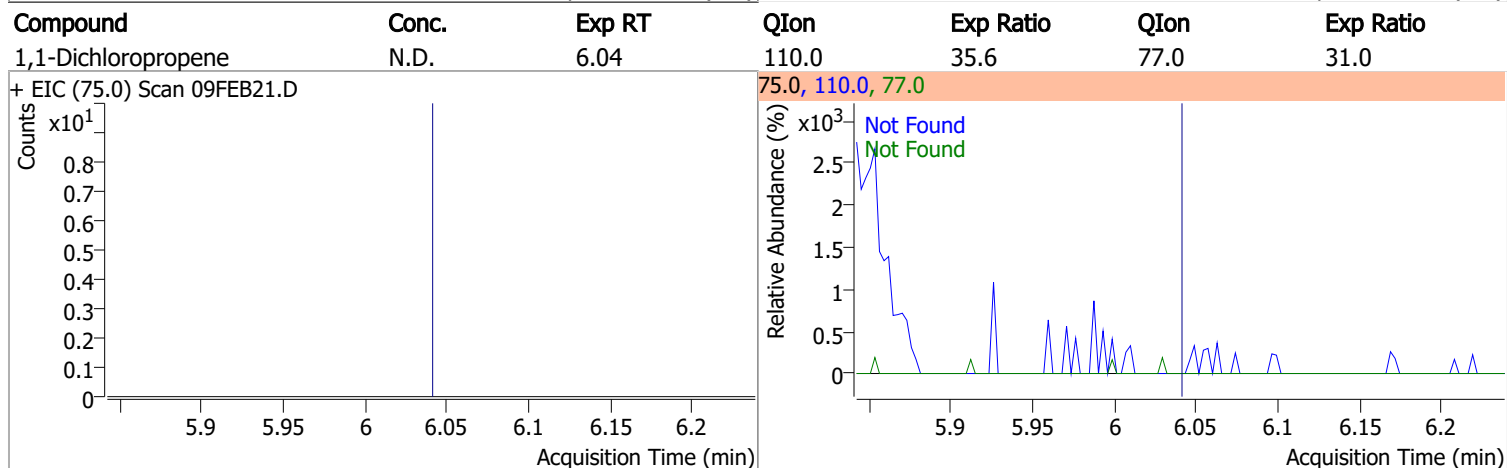 Compound Conc. Exp RT QIon Exp Ratio QIon Exp Ratio
1,1-Dichloropropene N.D. 6.04 110.0 35.6 77.0 31.0
+ EIC (75.0) Scan 09FEB21.D
Counts
x10¹
0.8
0.7
0.6
0.5
0.4
0.3
0.2
0.1
0
5.9 5.95 6 6.05 6.1 6.15 6.2
Acquisition Time (min)
75.0, 110.0, 77.0
Relative Abundance (%)
x10³
Not Found
Not Found
2.5
2
1.5
1
0.5
0
5.9 5.95 6 6.05 6.1 6.15 6.2
Acquisition Time (min)